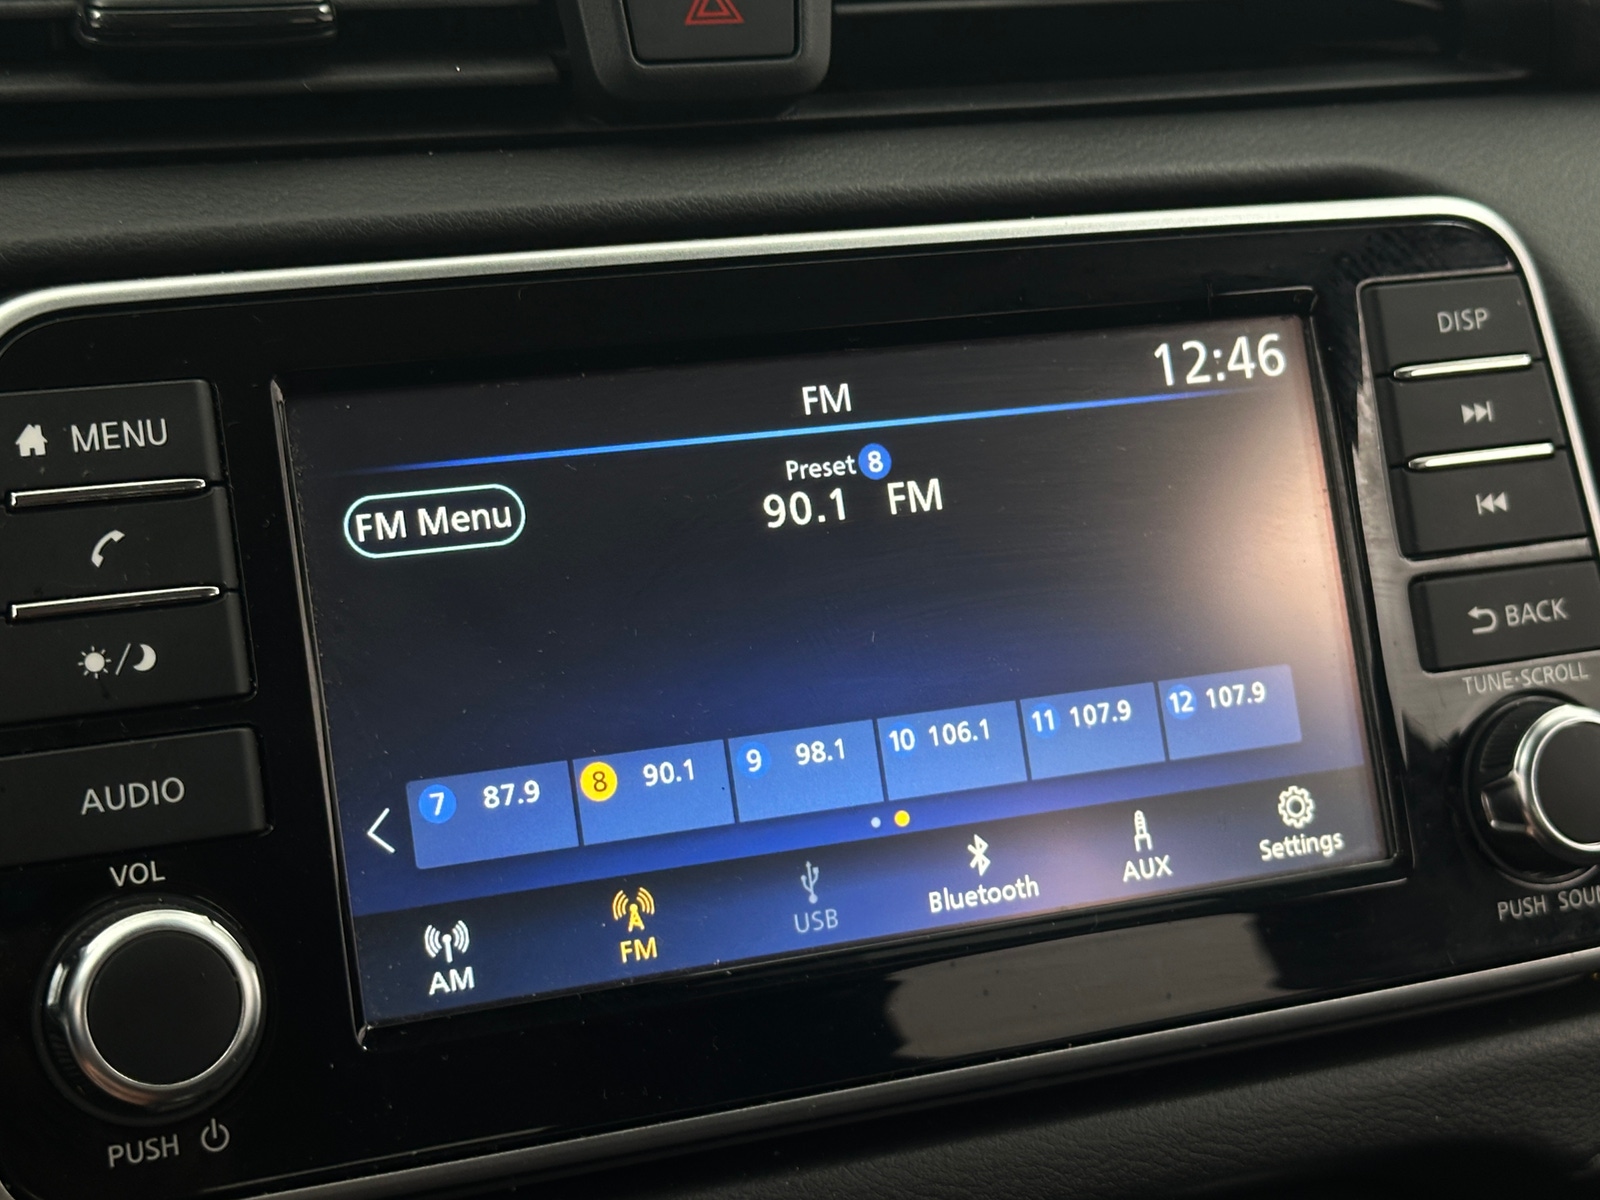 MENU
AUDIO
VOL
PUSH
FM
12:46
Preset 8
90.1 FM
FM Menu
7 87.9
8 90.1
9 98.1
10 106.1
11 107.9
12 107.9
AM
FM
USB
Bluetooth
AUX
Settings
DISP
BACK
TUNE·SCROLL
PUSH